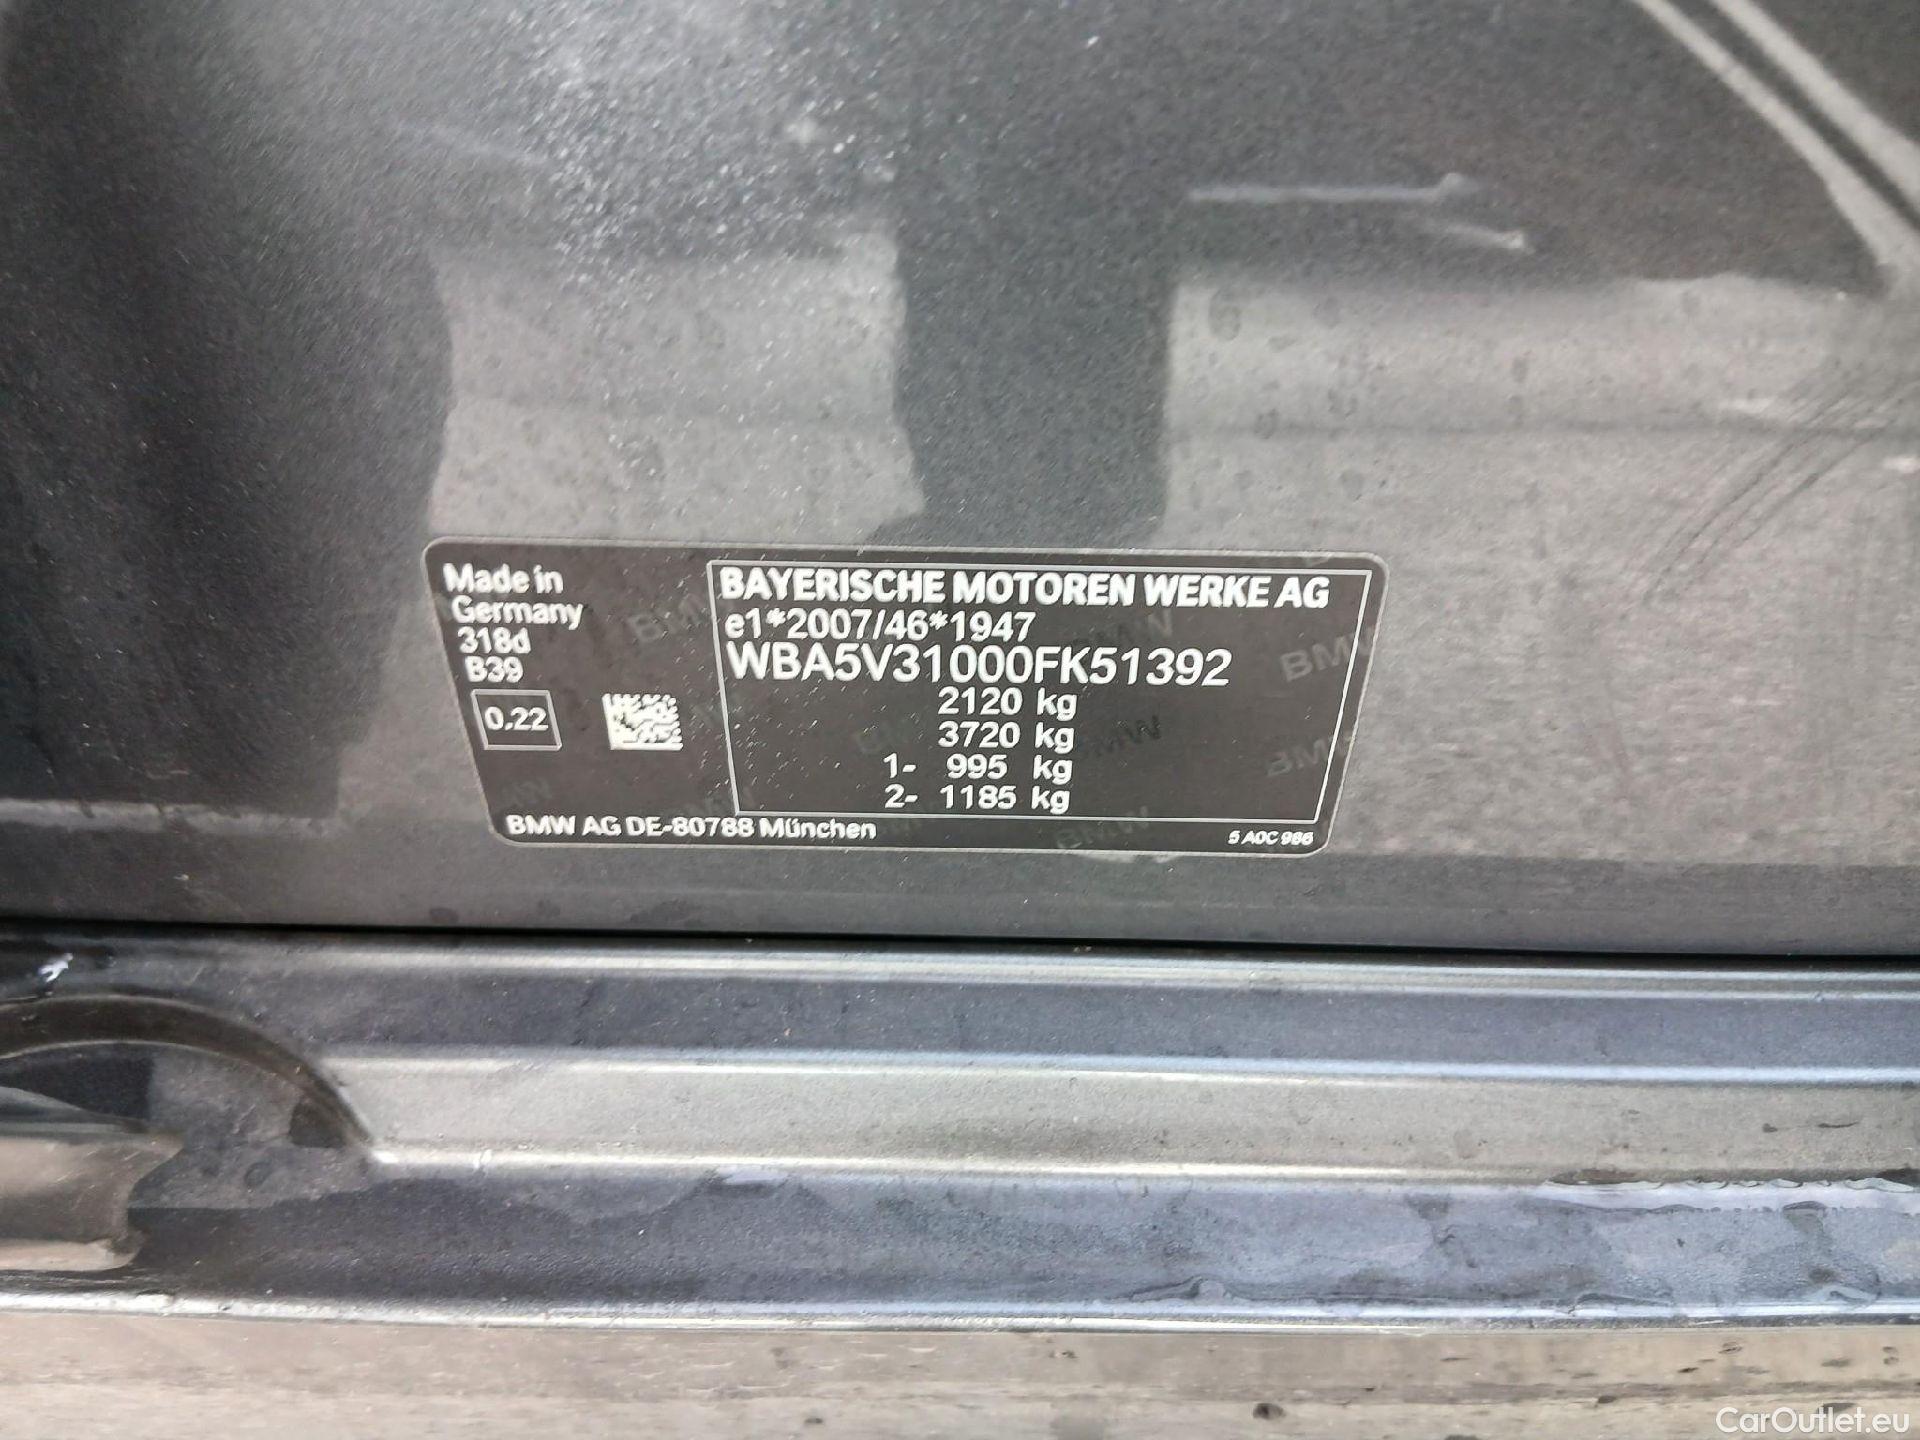 Made in
Germany
318d
B39
0.22
BAYERISCHE MOTOREN WERKE AG
e1*2007/46*1947
WBA5V31000FK51392
2120 kg
3720 kg
1- 995 kg
2- 1185 kg
BMW AG DE-80788 München
5 A0C 986
CarOutlet.eu